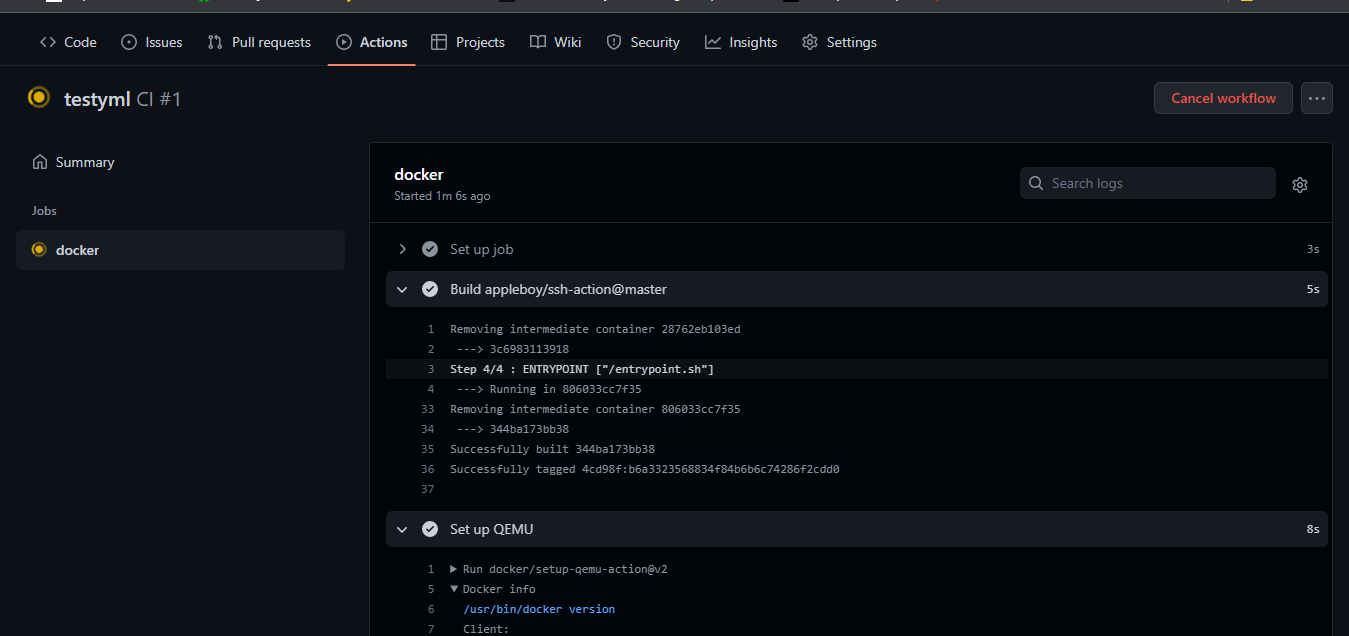 Code Issues Pull requests Actions Projects Wiki Security Insights Settings
testyml CI #1
Cancel workflow
Summary
Jobs
docker
docker
Started 1m 6s ago
Search logs
Set up job 3s
Build appleboy/ssh-action@master 5s
1 Removing intermediate container 28762eb103ed
2 ---> 3c6983113918
3 Step 4/4 : ENTRYPOINT ["/entrypoint.sh"]
4 ---> Running in 806033cc7f35
33 Removing intermediate container 806033cc7f35
34 ---> 344ba173bb38
35 Successfully built 344ba173bb38
36 Successfully tagged 4cd98f:b6a3323568834f84b6b6c74286f2cdd0
37
Set up QEMU 8s
1 Run docker/setup-qemu-action@v2
5 Docker info
6 /usr/bin/docker version
7 Client: